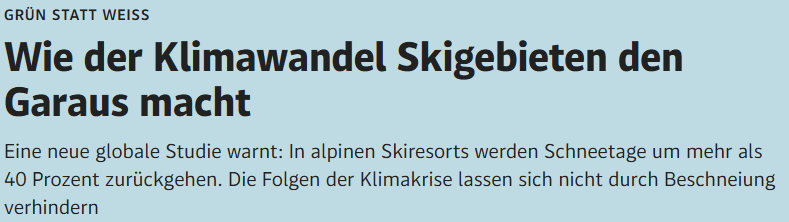 GRÜN STATT WEISS
Wie der Klimawandel Skigebieten den
Garaus macht
Eine neue globale Studie warnt: In alpinen Skiresorts werden Schneetage um mehr als
40 Prozent zurückgehen. Die Folgen der Klimakrise lassen sich nicht durch Beschneiung
verhindern